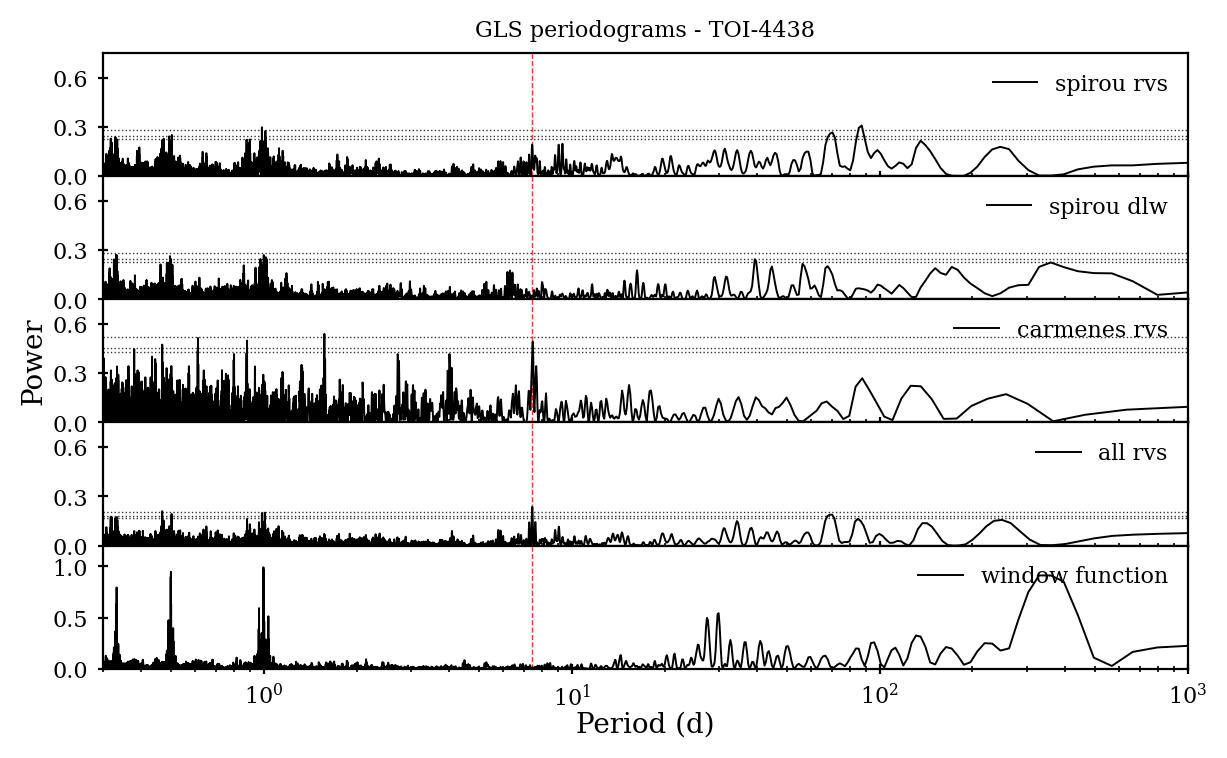 GLS periodograms - TOI-4438
0.6
0.3
0.0
spirou rvs
0.6
0.3
0.0
spirou dlw
0.6
0.3
0.0
carmenes rvs
0.6
0.3
0.0
all rvs
1.0
0.5
0.0
window function
Power
10⁰ 10¹ 10² 10³
Period (d)